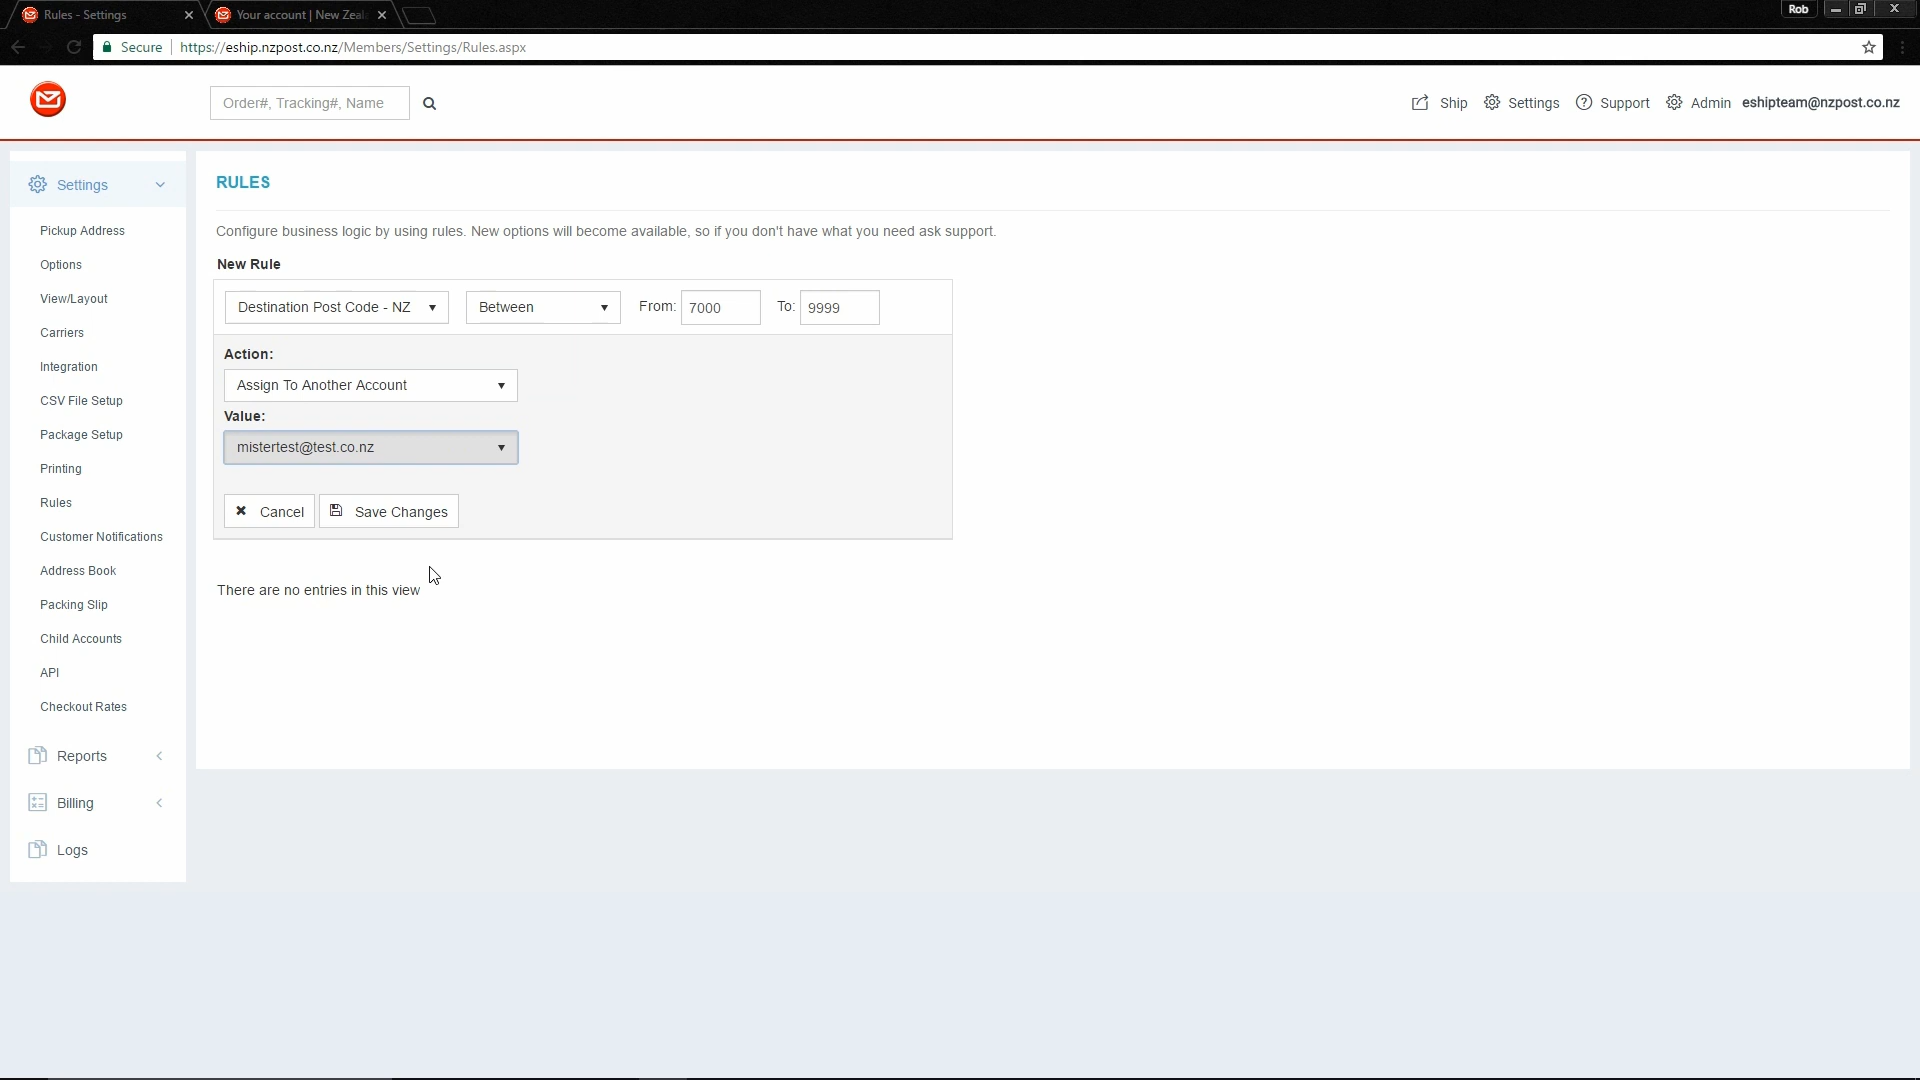 Rules - Settings
Your account | New Zeal
Rob
Secure
https://eship.nzpost.co.nz/Members/Settings/Rules.aspx
Order#, Tracking#, Name
Ship
Settings
Support
Admin
eshipteam@nzpost.co.nz
Settings
Pickup Address
Options
View/Layout
Carriers
Integration
CSV File Setup
Package Setup
Printing
Rules
Customer Notifications
Address Book
Packing Slip
Child Accounts
API
Checkout Rates
Reports
Billing
Logs
RULES
Configure business logic by using rules. New options will become available, so if you don't have what you need ask support.
New Rule
Destination Post Code - NZ
Between
From: 7000
To: 9999
Action:
Assign To Another Account
Value:
mistertest@test.co.nz
Cancel
Save Changes
There are no entries in this view